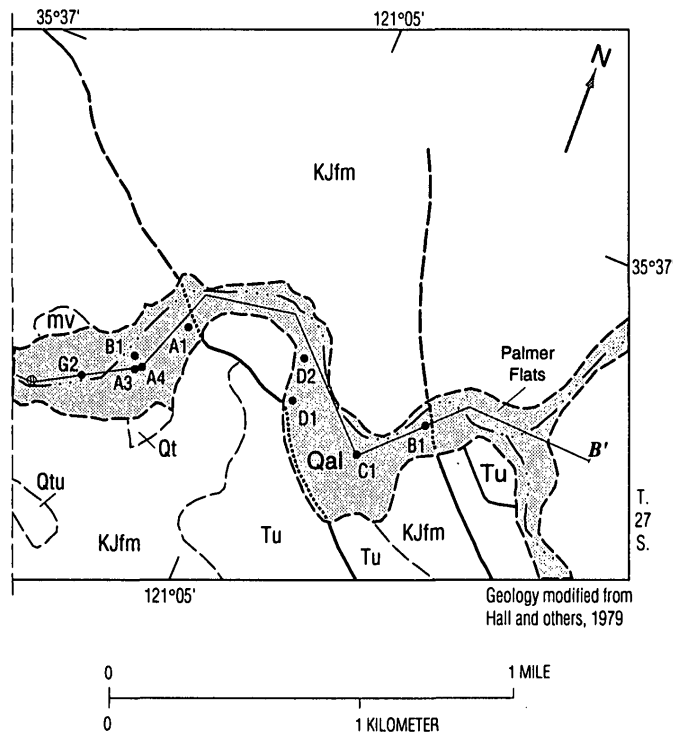 35°37'
121°05'
N
KJfm
35°37'
mv
B1
A1
G2
A3
A4
D2
Palmer
Flats
D1
Qt
Qal
C1
B1
B'
Qtu
Tu
KJfm
Tu
Tu
KJfm
T.
27
S.
121°05'
Geology modified from
Hall and others, 1979
0
1 MILE
0
1 KILOMETER